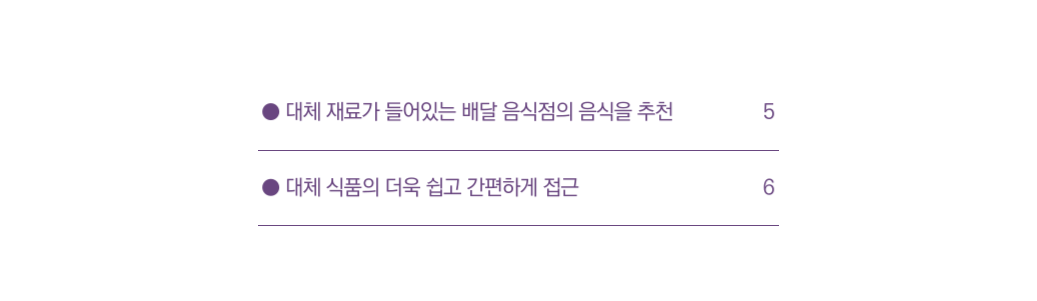 ● 대체 재료가 들어있는 배달 음식점의 음식을 추천 5
● 대체 식품의 더욱 쉽고 간편하게 접근 6